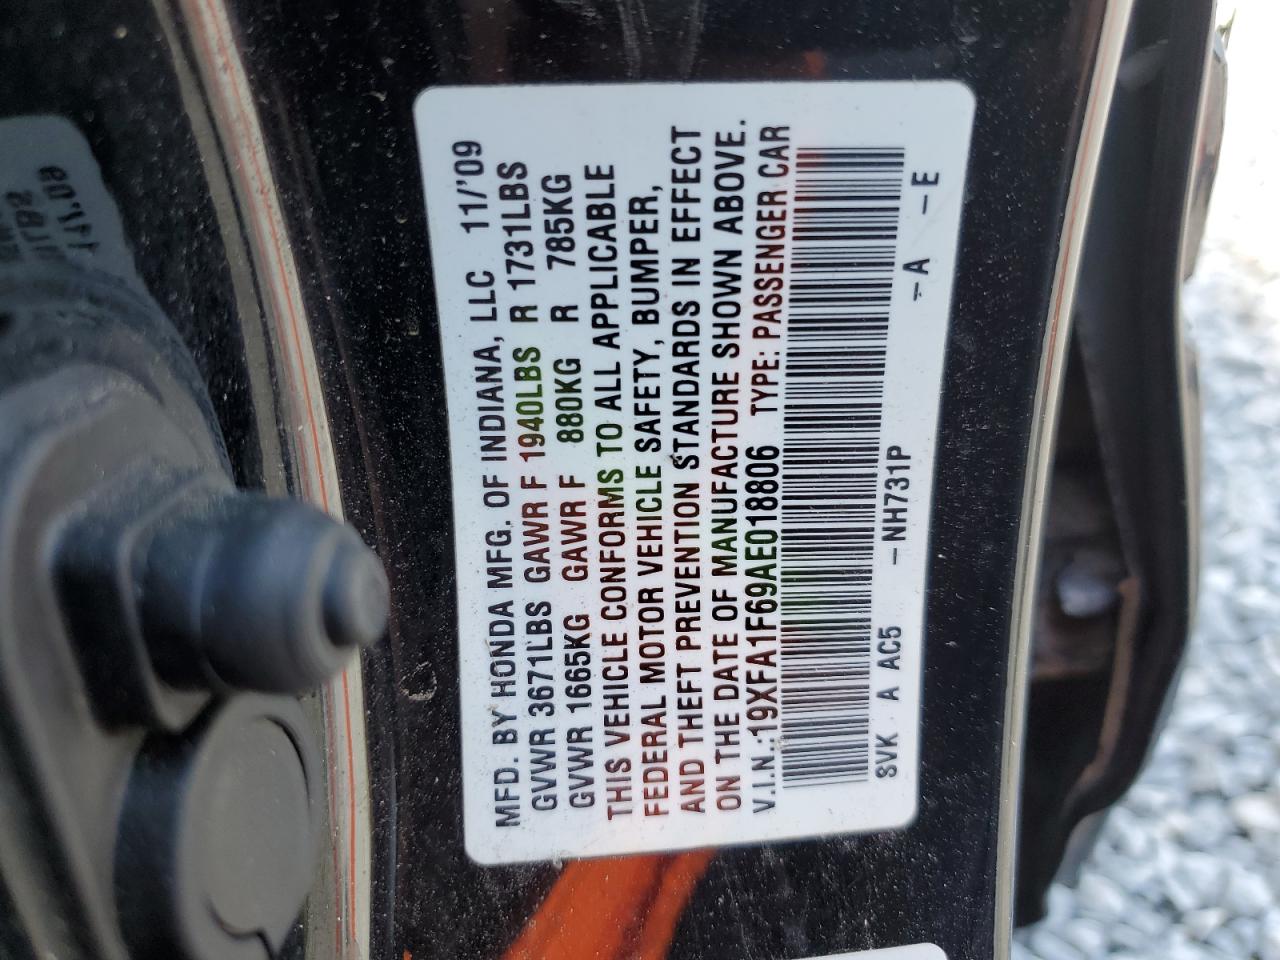 MFD. BY HONDA MFG. OF INDIANA, LLC 11/'09
GVWR 3671LBS GAWR F 1940LBS R 1731LBS
GVWR 1665KG GAWR F 880KG R 785KG
THIS VEHICLE CONFORMS TO ALL APPLICABLE
FEDERAL MOTOR VEHICLE SAFETY, BUMPER,
AND THEFT PREVENTION STANDARDS IN EFFECT
ON THE DATE OF MANUFACTURE SHOWN ABOVE.
V.I.N.:19XFA1F69AE018806 TYPE: PASSENGER CAR
SVK A AC5 -NH731P -A -E